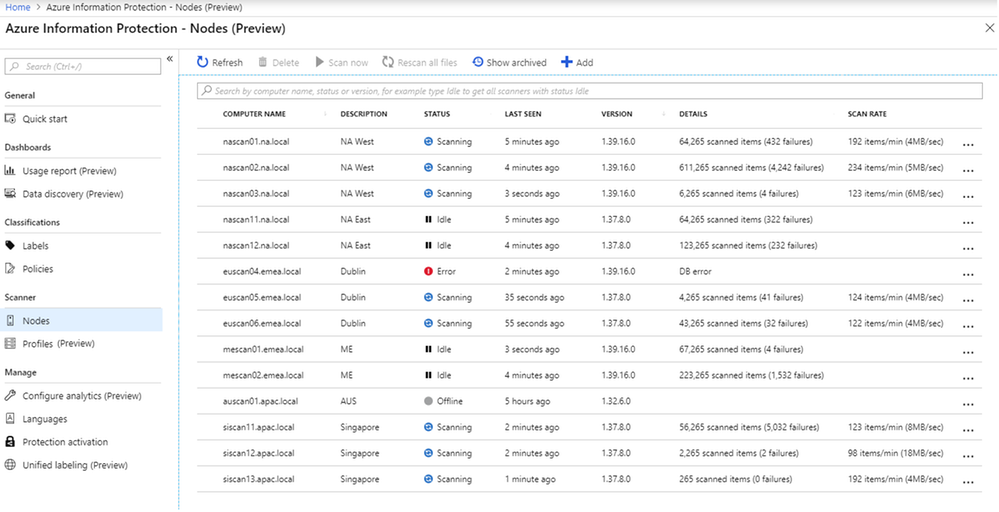 Home > Azure Information Protection - Nodes (Preview)
Azure Information Protection - Nodes (Preview)
Search (Ctrl+/)
General
Quick start
Dashboards
Usage report (Preview)
Data discovery (Preview)
Classifications
Labels
Policies
Scanner
Nodes
Profiles (Preview)
Manage
Configure analytics (Preview)
Languages
Protection activation
Unified labeling (Preview)
Refresh Delete Scan now Rescan all files Show archived Add
Search by computer name, status or version, for example type Idle to get all scanners with status Idle
COMPUTER NAME DESCRIPTION STATUS LAST SEEN VERSION DETAILS SCAN RATE
nascan01.na.local NA West Scanning 5 minutes ago 1.39.16.0 64,265 scanned items (432 failures) 192 items/min (4MB/sec) ...
nascan02.na.local NA West Scanning 4 minutes ago 1.39.16.0 611,265 scanned items (4,242 failures) 234 items/min (5MB/sec) ...
nascan03.na.local NA West Scanning 3 seconds ago 1.39.16.0 6,265 scanned items (4 failures) 123 items/min (6MB/sec) ...
nascan11.na.local NA East Idle 5 minutes ago 1.37.8.0 64,265 scanned items (322 failures) ...
nascan12.na.local NA East Idle 4 minutes ago 1.37.8.0 123,265 scanned items (232 failures) ...
euscan04.emea.local Dublin Error 2 minutes ago 1.39.16.0 DB error ...
euscan05.emea.local Dublin Scanning 35 seconds ago 1.37.8.0 4,265 scanned items (41 failures) 124 items/min (4MB/sec) ...
euscan06.emea.local Dublin Scanning 55 seconds ago 1.37.8.0 43,265 scanned items (32 failures) 122 items/min (4MB/sec) ...
mescan01.emea.local ME Idle 3 seconds ago 1.39.16.0 67,265 scanned items (4 failures) ...
mescan02.emea.local ME Idle 4 minutes ago 1.39.16.0 223,265 scanned items (1,532 failures) ...
auscan01.apac.local AUS Offline 5 hours ago 1.32.6.0 ...
siscan11.apac.local Singapore Scanning 2 minutes ago 1.37.8.0 56,265 scanned items (5,032 failures) 123 items/min (8MB/sec) ...
siscan12.apac.local Singapore Scanning 2 minutes ago 1.37.8.0 2,265 scanned items (2 failures) 98 items/min (18MB/sec) ...
siscan13.apac.local Singapore Scanning 1 minute ago 1.37.8.0 265 scanned items (0 failures) 192 items/min (4MB/sec) ...